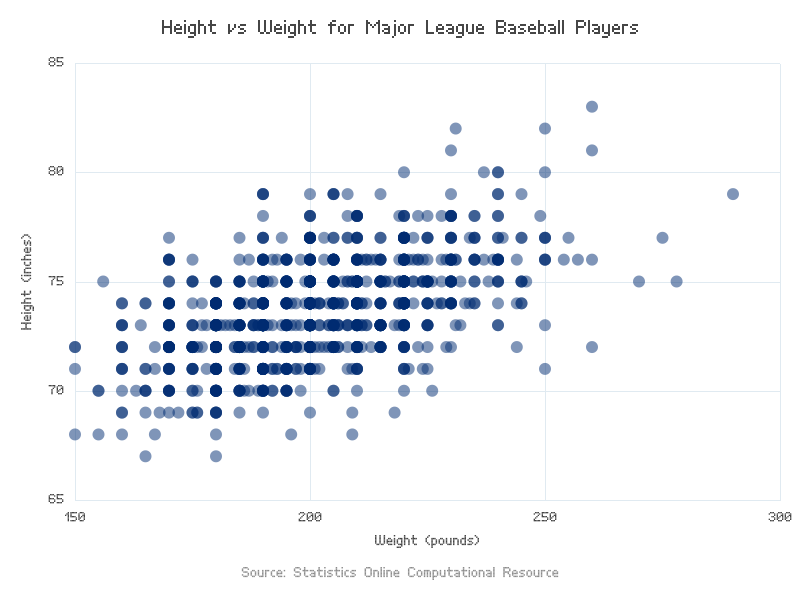 Height vs Weight for Major League Baseball Players
85
80
75
70
65
Height (inches)
150 200 250 300
Weight (pounds)
Source: Statistics Online Computational Resource